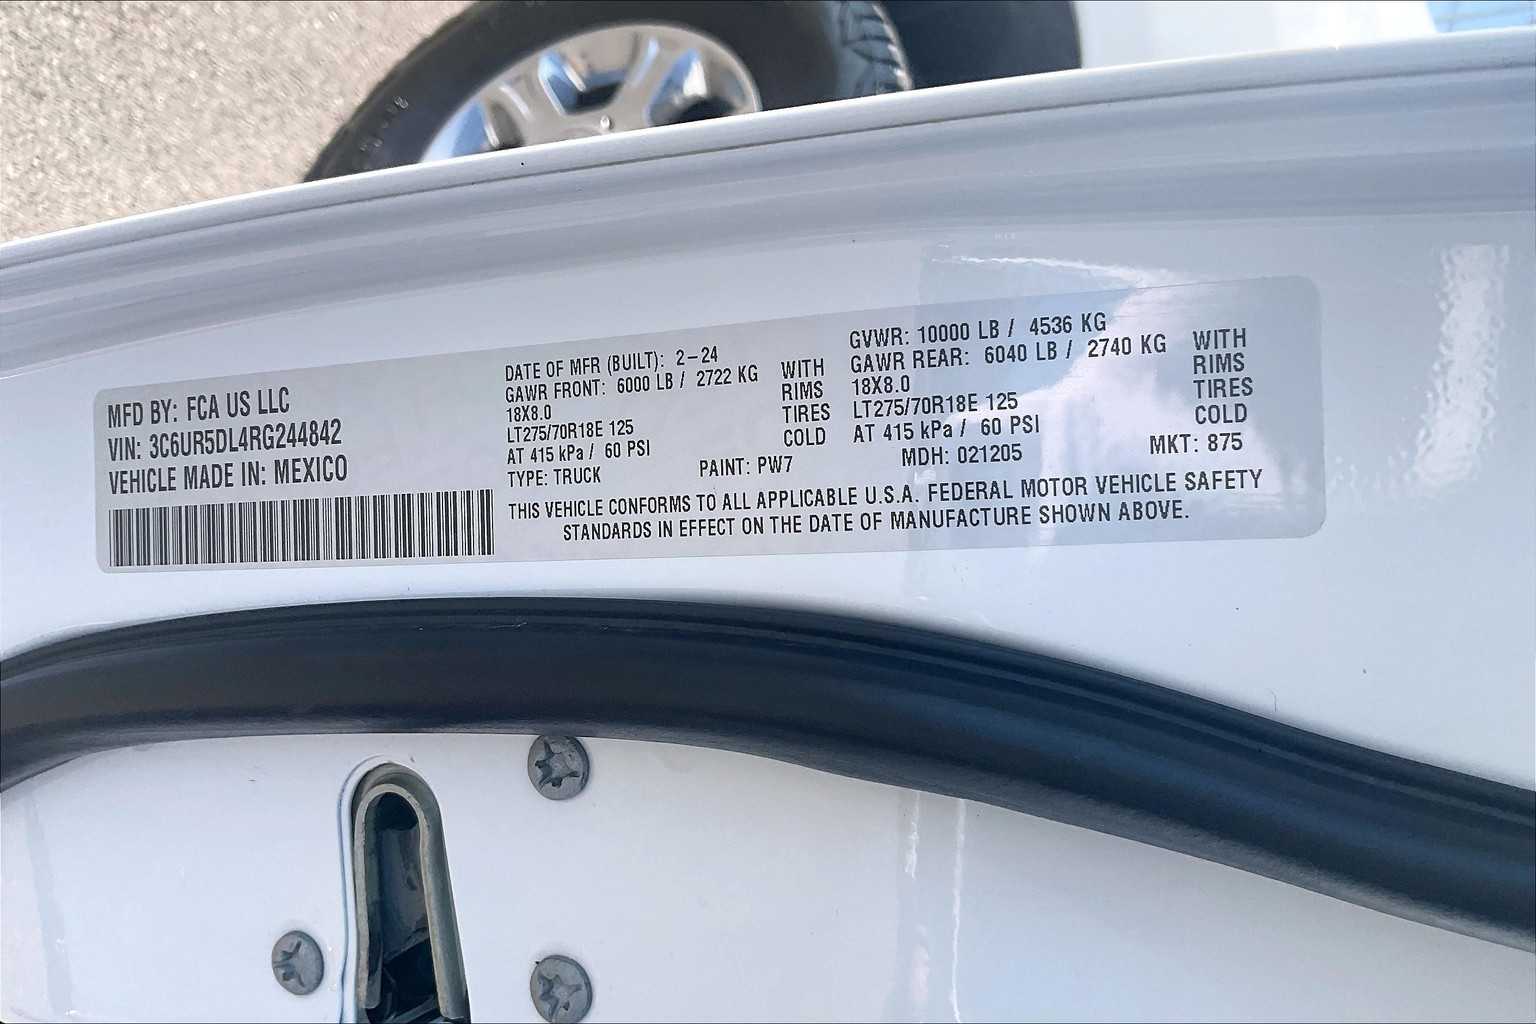 MFD BY: FCA US LLC
VIN: 3C6UR5DL4RG244842
VEHICLE MADE IN: MEXICO
DATE OF MFR (BUILT): 2-24
GAWR FRONT: 6000 LB / 2722 KG
18X8.0
LT275/70R18E 125
AT 415 kPa / 60 PSI
WITH
RIMS
TIRES
COLD
TYPE: TRUCK
GVWR: 10000 LB / 4536 KG
GAWR REAR: 6040 LB / 2740 KG
18X8.0
LT275/70R18E 125
AT 415 kPa / 60 PSI
WITH
RIMS
TIRES
COLD
PAINT: PW7
MDH: 021205
MKT: 875
THIS VEHICLE CONFORMS TO ALL APPLICABLE U.S.A. FEDERAL MOTOR VEHICLE SAFETY
STANDARDS IN EFFECT ON THE DATE OF MANUFACTURE SHOWN ABOVE.